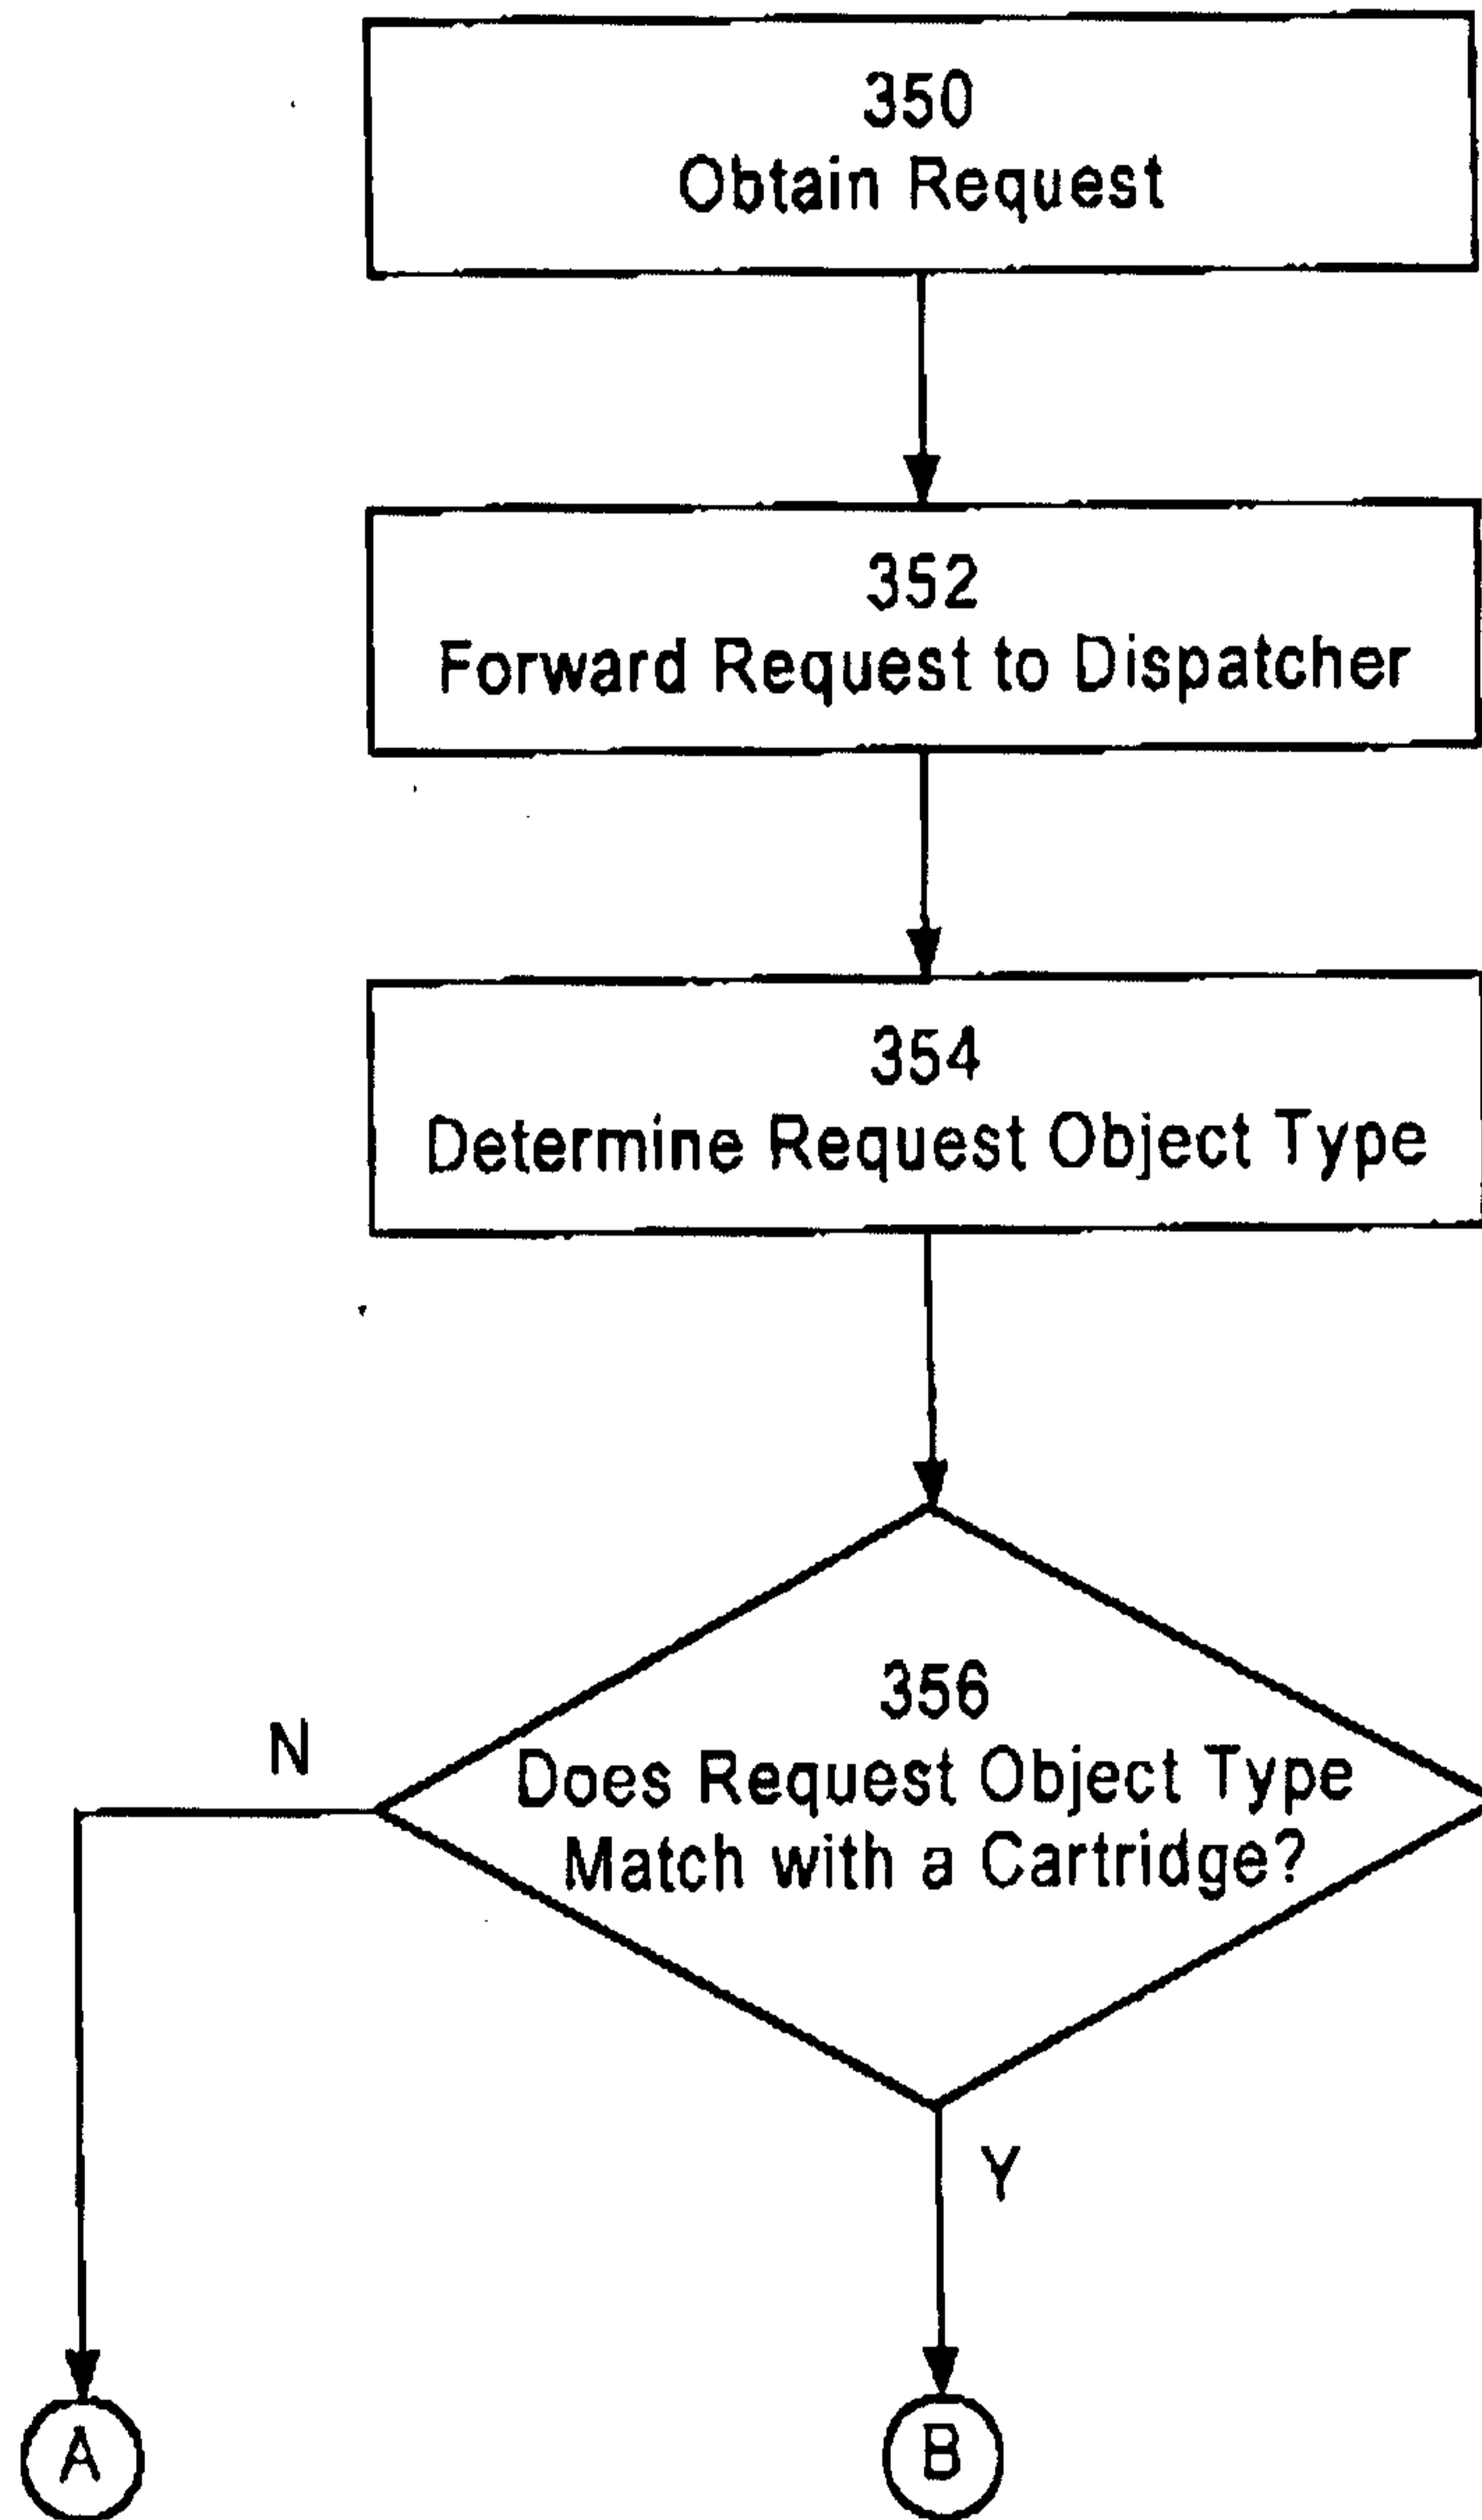 350
Obtain Request
352
Forward Request to Dispatcher
354
Determine Request Object Type
356
Does Request Object Type
Match with a Cartridge?
N
Y
A
B